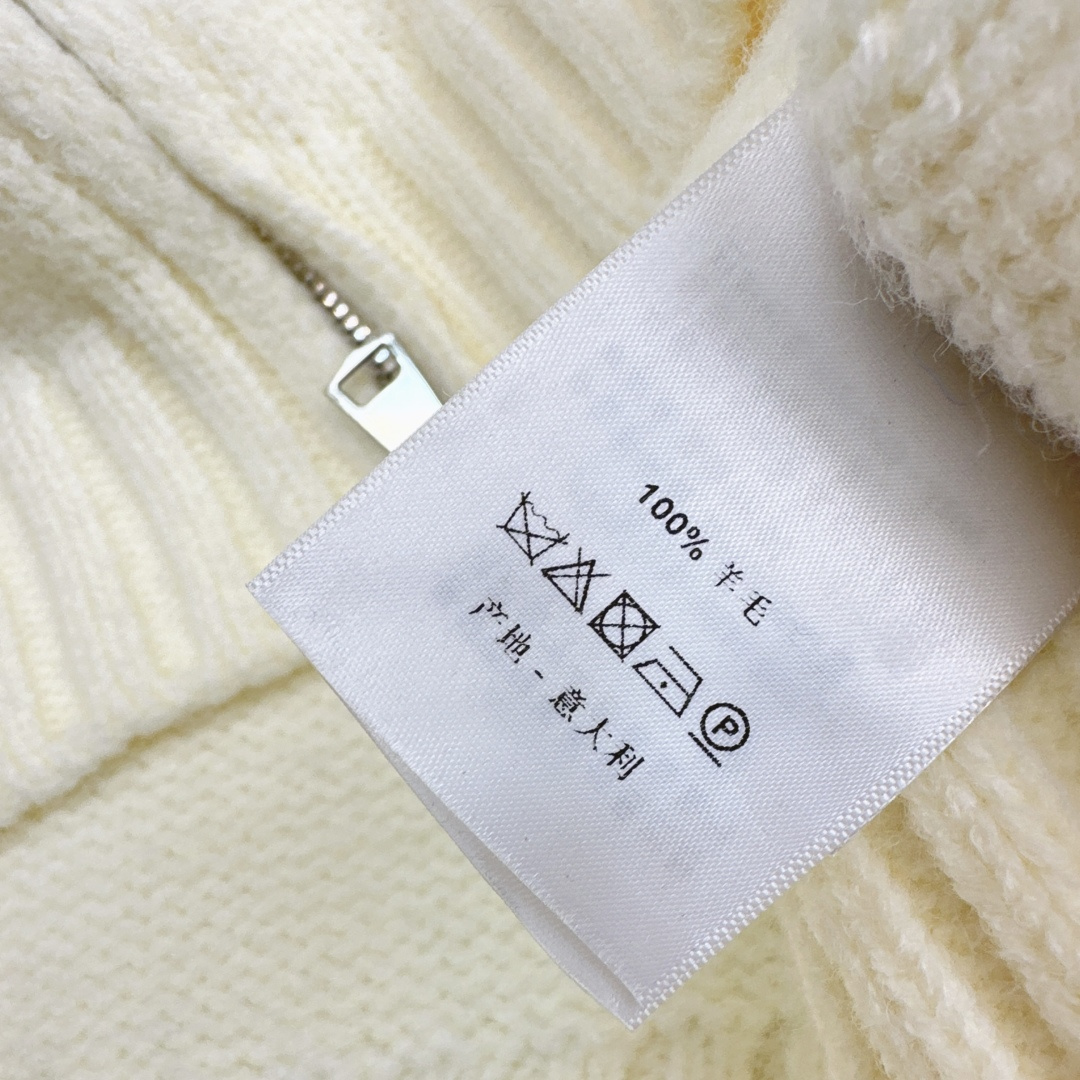 100% 羊毛
P
产地 - 意大利